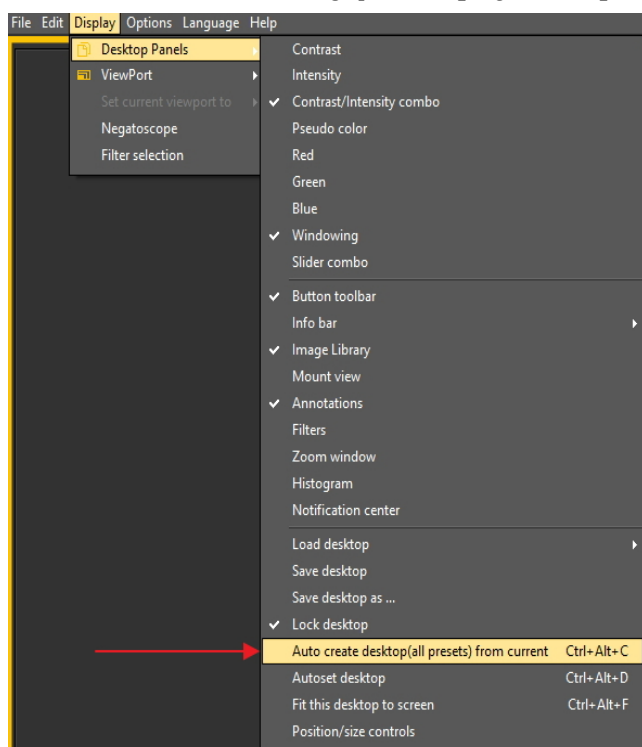 File Edit Display Options Language Help
Desktop Panels
ViewPort
Set current viewport to
Negatoscope
Filter selection
Contrast
Intensity
Contrast/Intensity combo
Pseudo color
Red
Green
Blue
Windowing
Slider combo
Button toolbar
Info bar
Image Library
Mount view
Annotations
Filters
Zoom window
Histogram
Notification center
Load desktop
Save desktop
Save desktop as ...
Lock desktop
Auto create desktop(all presets) from current Ctrl+Alt+C
Autoset desktop Ctrl+Alt+D
Fit this desktop to screen Ctrl+Alt+F
Position/size controls